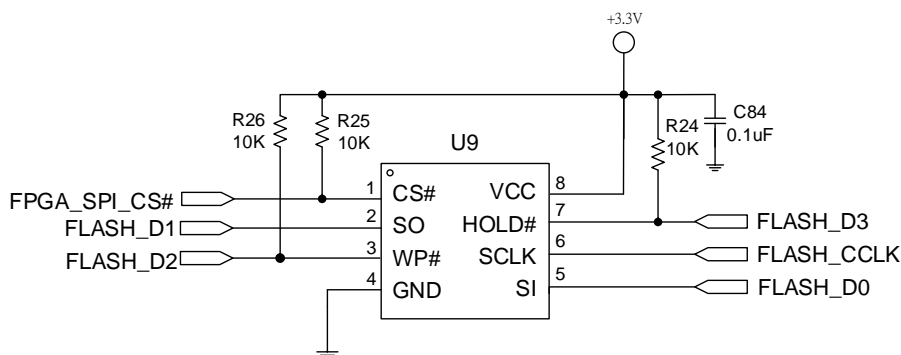 +3.3V
R26
10K
R25
10K
R24
10K
C84
0.1uF
U9
FPGA_SPI_CS#
1
CS#
VCC
8
FLASH_D1
2
SO
HOLD#
7
FLASH_D3
FLASH_D2
3
WP#
SCLK
6
FLASH_CCLK
4
GND
SI
5
FLASH_D0